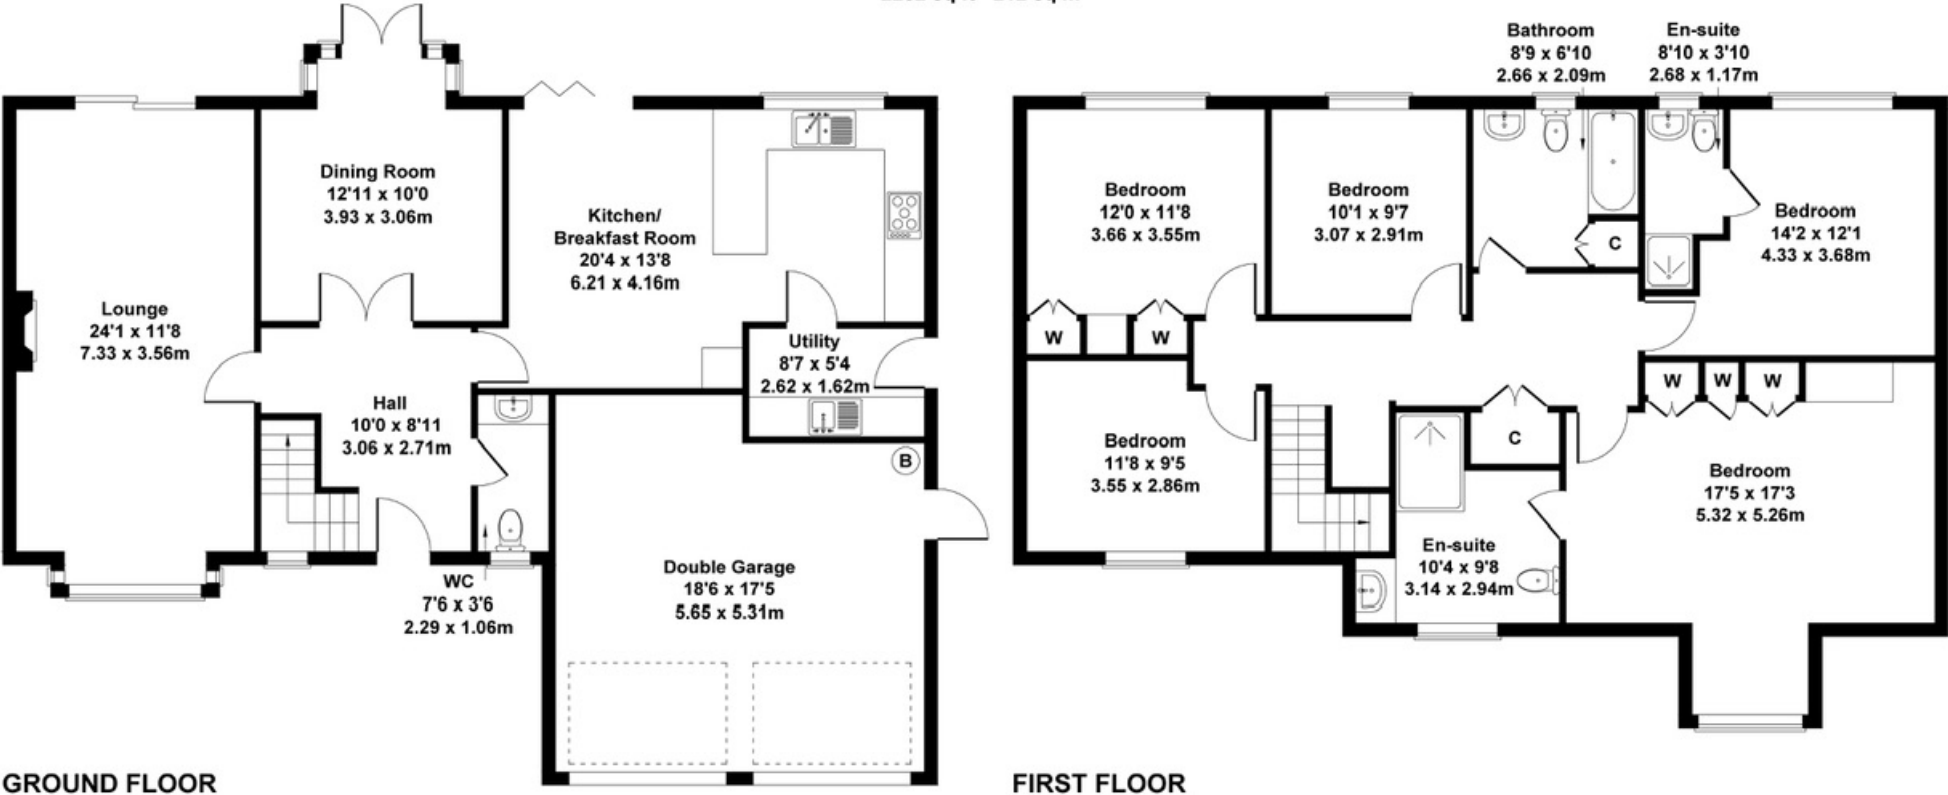 Dining Room
12'11 x 10'0
3.93 x 3.06m
Kitchen/
Breakfast Room
20'4 x 13'8
6.21 x 4.16m
Lounge
24'1 x 11'8
7.33 x 3.56m
Utility
8'7 x 5'4
2.62 x 1.62m
Hall
10'0 x 8'11
3.06 x 2.71m
B
WC
7'6 x 3'6
2.29 x 1.06m
Double Garage
18'6 x 17'5
5.65 x 5.31m
GROUND FLOOR
Bathroom
8'9 x 6'10
2.66 x 2.09m
En-suite
8'10 x 3'10
2.68 x 1.17m
Bedroom
12'0 x 11'8
3.66 x 3.55m
Bedroom
10'1 x 9'7
3.07 x 2.91m
C
Bedroom
14'2 x 12'1
4.33 x 3.68m
W
W
W
W
W
Bedroom
11'8 x 9'5
3.55 x 2.86m
C
Bedroom
17'5 x 17'3
5.32 x 5.26m
En-suite
10'4 x 9'8
3.14 x 2.94m
FIRST FLOOR